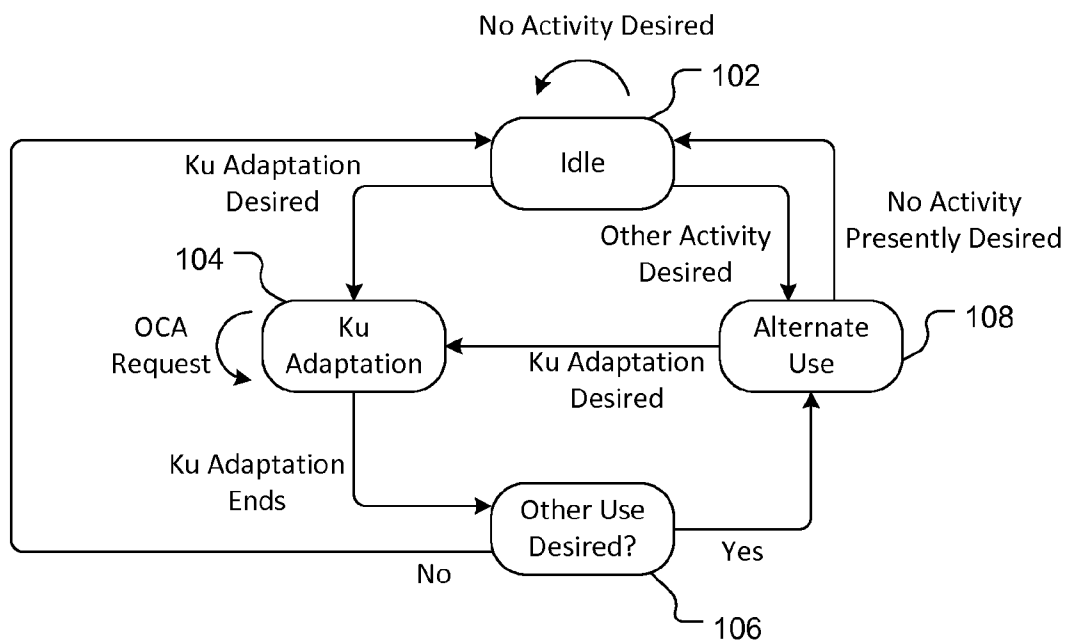 No Activity Desired
102
Idle
Ku Adaptation
Desired
Other Activity
Desired
No Activity
Presently Desired
104
OCA
Request
Ku
Adaptation
Alternate
Use
108
Ku Adaptation
Desired
Ku Adaptation
Ends
Other Use
Desired?
Yes
No
106